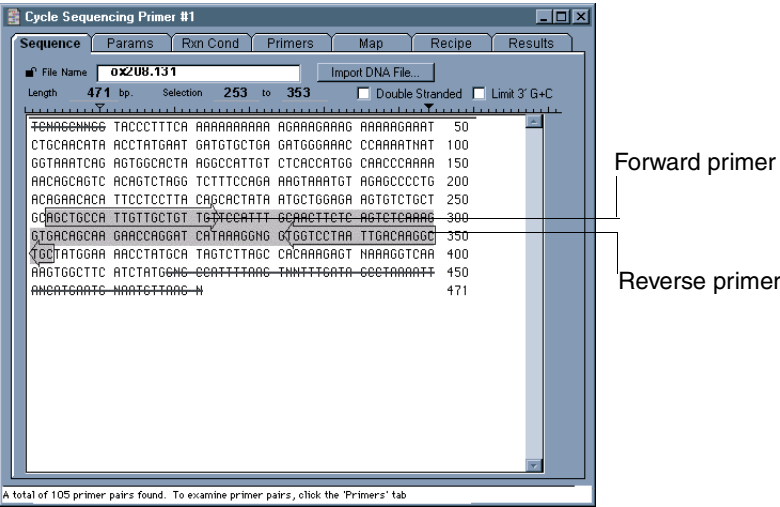 Cycle Sequencing Primer #1
Sequence Params Rxn Cond Primers Map Recipe Results
File Name ox208.131 Import DNA File...
Length 471 bp. Selection 253 to 353 Double Stranded Limit 3' G+C
TCNAGCNNGG TACCCTTTCA AAAAAAAAAA AGAAAGAAAG AAAAAGAAAT 50
CTGCAACATA ACCTATGAAT GATGTGCTGA GATGGGAAAC CCAAAATNAT 100
GGTAAATCAG AGTGGCACTA AGGCCATTGT CTCACCATGG CAACCCAAAA 150
AACAGCAGTC ACAGTCTAGG TCTTTCCAGA AAGTAAATGT AGAGCCCCTG 200
ACAGAACACA TTCCTCCTTA CAGCACTATA ATGCTGGAGA AGTGTCTGCT 250
GCAGCTGCCA TTGTTGCTGT TGTTCCATTT GCAACTTCTC AGTCTCAAAG 300
GTGACAGCAA GAACCAGGAT CATAAAGGNG GTGGTCCTAA TTGACAAGGC 350
TGCTATGGAA AACCTATGCA TAGTCTTAGC CACAAAGAGT NAAAGGTCAA 400
AAGTGGCTTC ATCTATGGNG CCATTTTAAG TNNTTTGATA GCCTAAAATT 450
ANCATGAATG NAATGTTAAG N 471
Forward primer
Reverse primer
A total of 105 primer pairs found. To examine primer pairs, click the 'Primers' tab